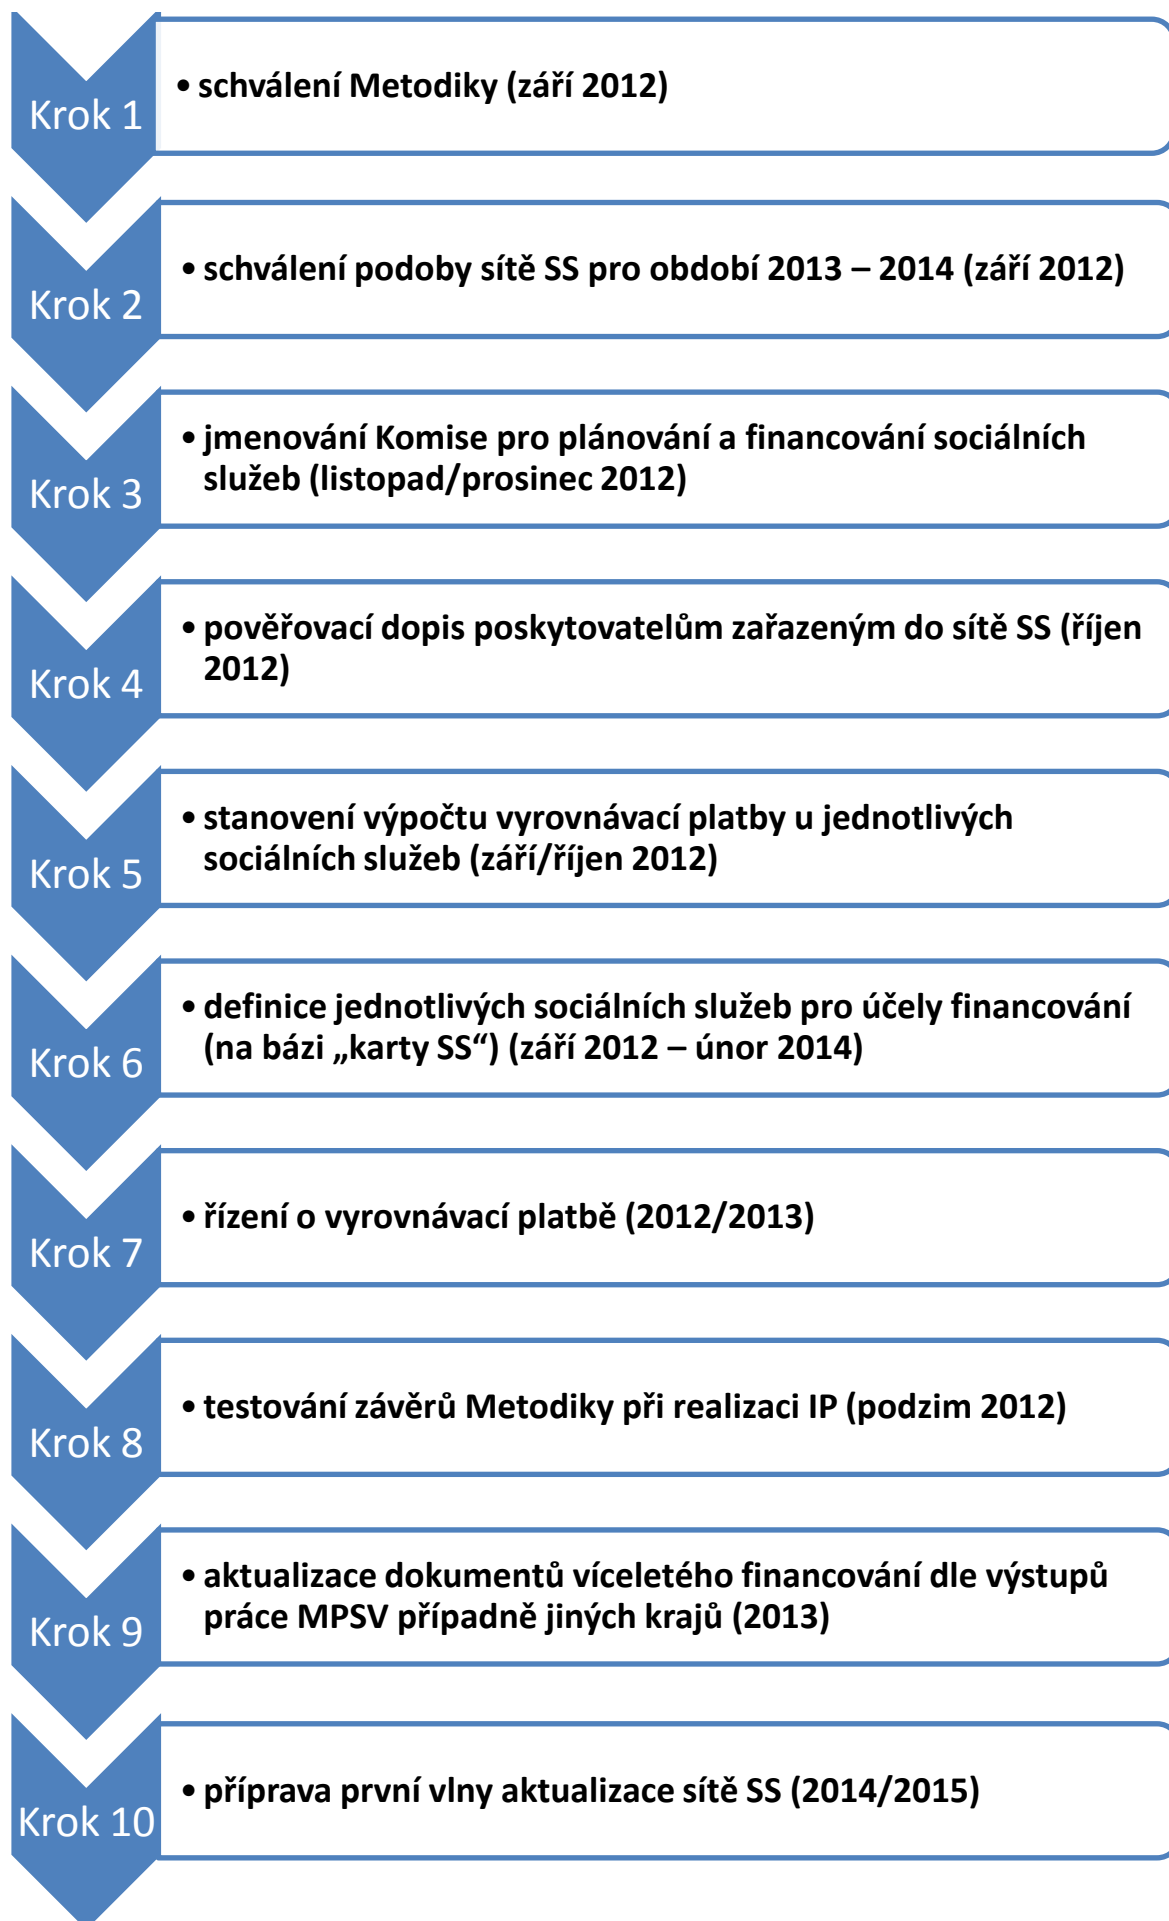 Krok 1
• schválení Metodiky (září 2012)
Krok 2
• schválení podoby sítě SS pro období 2013 – 2014 (září 2012)
Krok 3
• jmenování Komise pro plánování a financování sociálních
služeb (listopad/prosinec 2012)
Krok 4
• pověřovací dopis poskytovatelům zařazeným do sítě SS (říjen
2012)
Krok 5
• stanovení výpočtu vyrovnávací platby u jednotlivých
sociálních služeb (září/říjen 2012)
Krok 6
• definice jednotlivých sociálních služeb pro účely financování
(na bázi „karty SS“) (září 2012 – únor 2014)
Krok 7
• řízení o vyrovnávací platbě (2012/2013)
Krok 8
• testování závěrů Metodiky při realizaci IP (podzim 2012)
Krok 9
• aktualizace dokumentů víceletého financování dle výstupů
práce MPSV případně jiných krajů (2013)
Krok 10
• příprava první vlny aktualizace sítě SS (2014/2015)